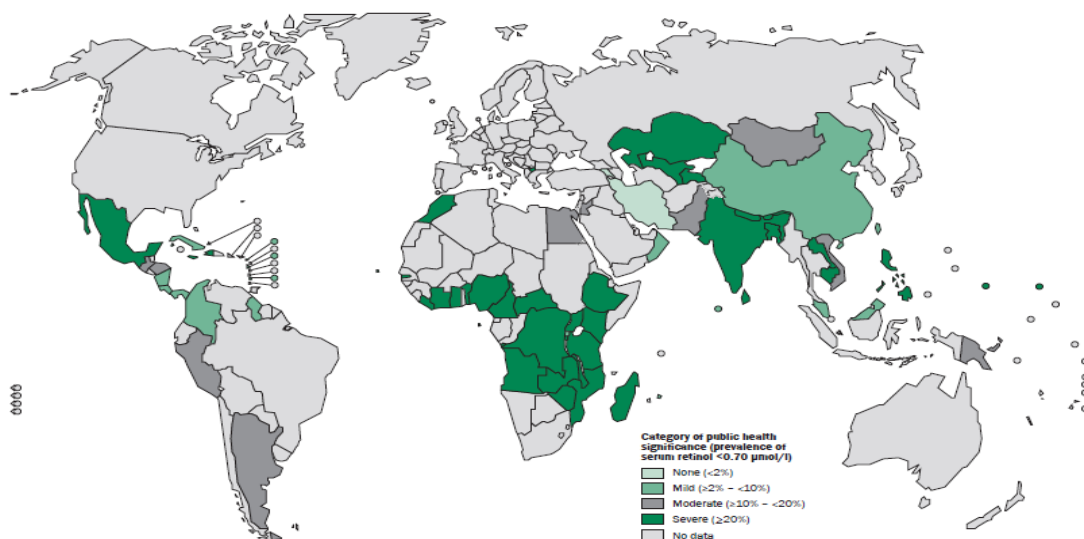 Category of public health
significance (prevalence of
serum retinol <0.70 µmol/l)
None (<2%)
Mild (≥2% – <10%)
Moderate (≥10% – <20%)
Severe (≥20%)
No data